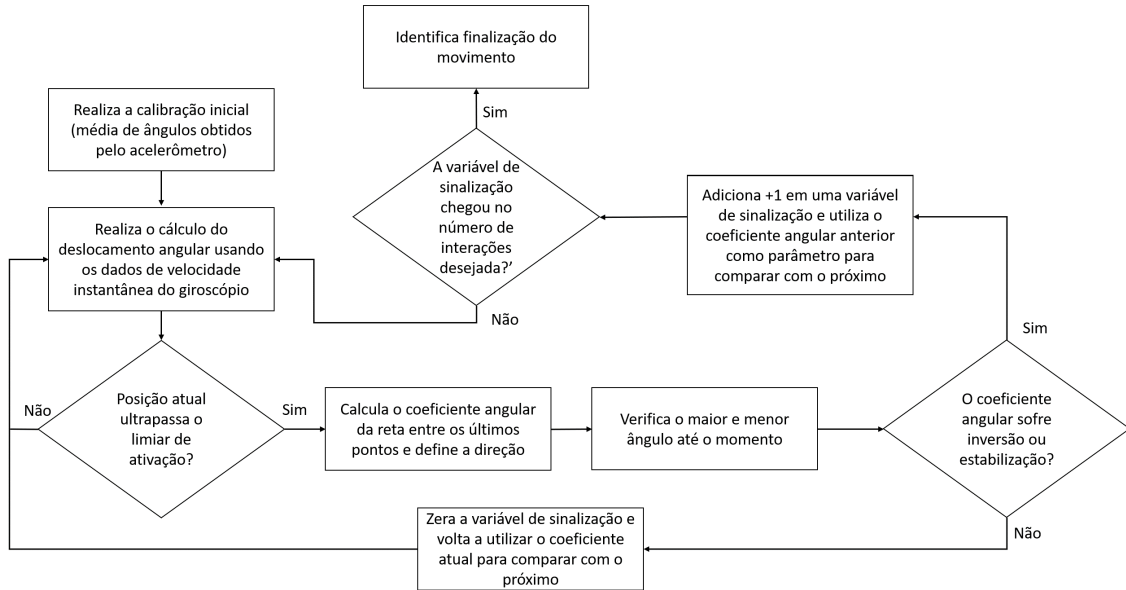 Identifica finalização do
movimento
Sim
Realiza a calibração inicial
(média de ângulos obtidos
pelo acelerômetro)
A variável de
sinalização
chegou no
número de
interações
desejada?’
Não
Adiciona +1 em uma variável
de sinalização e utiliza o
coeficiente angular anterior
como parâmetro para
comparar com o próximo
Realiza o cálculo do
deslocamento angular usando
os dados de velocidade
instantânea do giroscópio
Sim
Não
Posição atual
ultrapassa o
limiar de
ativação?
Sim
Calcula o coeficiente angular
da reta entre os últimos
pontos e define a direção
Verifica o maior e menor
ângulo até o momento
O coeficiente
angular sofre
inversão ou
estabilização?
Não
Zera a variável de sinalização e
volta a utilizar o coeficiente
atual para comparar com o
próximo